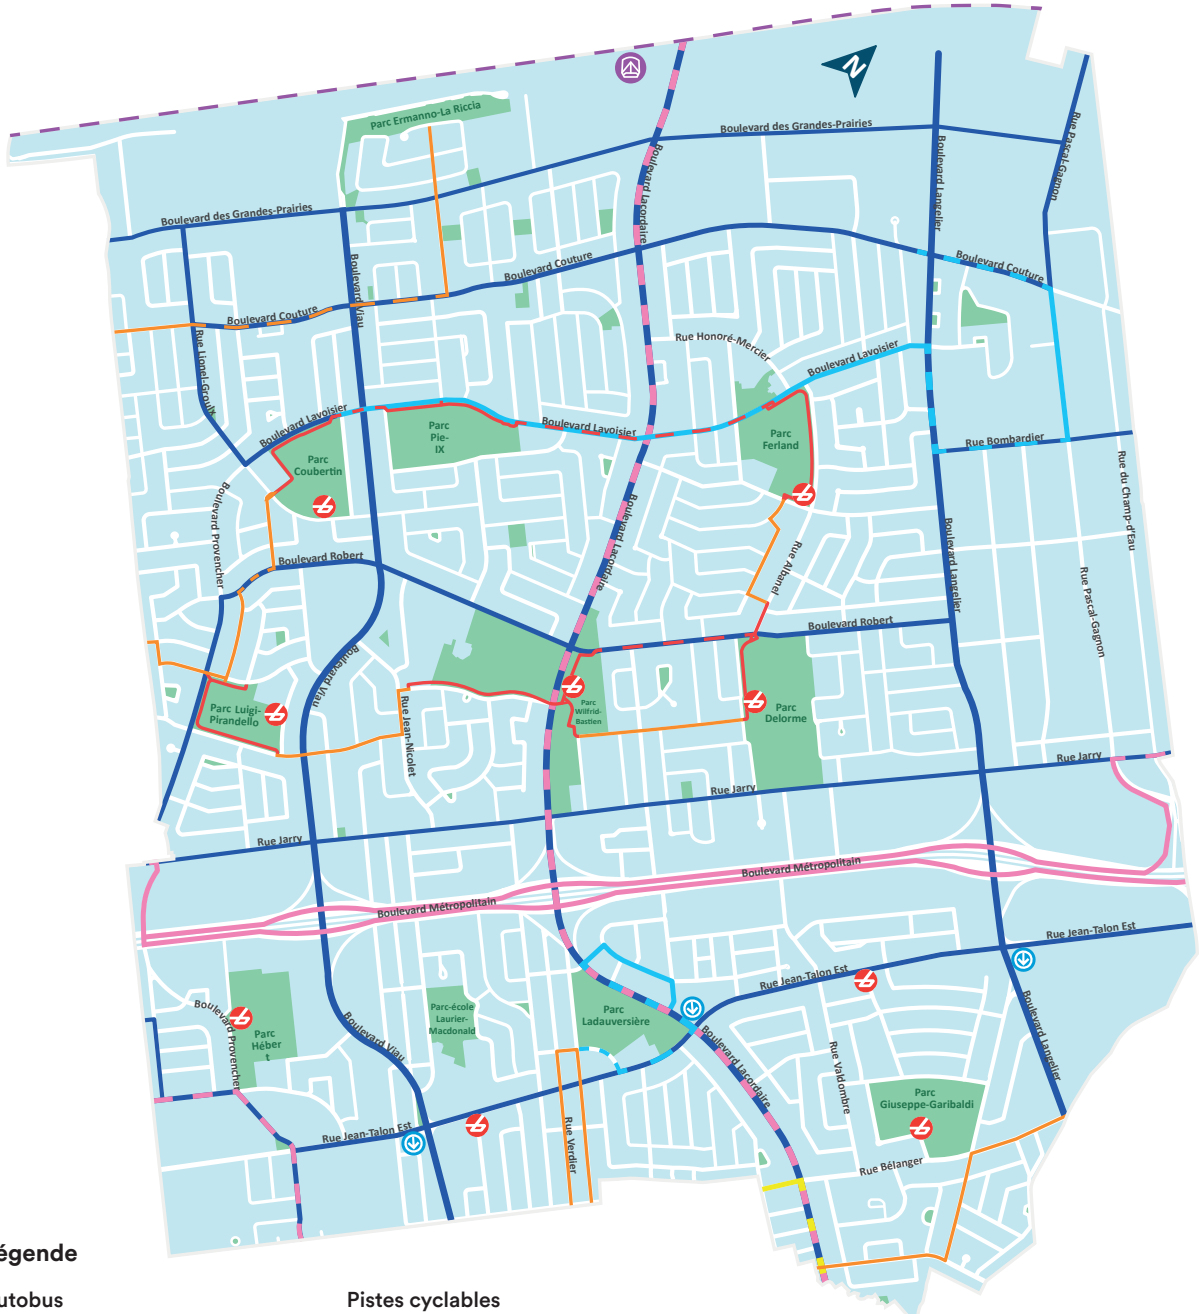 N
Parc Ermanno-La Riccia
Boulevard des Grandes-Prairies
Rue Pascal-Gagnon
Boulevard Lacordaire
Boulevard Langelier
Boulevard des Grandes-Prairies
Boulevard Viau
Boulevard Couture
Boulevard Couture
Boulevard Couture
Rue Lionel-Groulx
Rue Honoré-Mercier
Boulevard Lavoisier
Boulevard Lavoisier
Parc
Pie-
IX
Boulevard Lavoisier
Parc
Ferland
Rue Bombardier
Parc
Coubertin
Rue du Champ-d'Eau
Boulevard Provencher
Boulevard Lacordaire
Boulevard Langelier
Rue Albanel
Boulevard Robert
Rue Pascal-Gagnon
Boulevard Robert
Boulevard Viau
Parc Luigi-
Pirandello
Rue Jean-Nicolet
Parc
Wilfrid-
Bastien
Parc
Delorme
Rue Jarry
Rue Jarry
Rue Jarry
Boulevard Métropolitain
Boulevard Métropolitain
Rue Jean-Talon Est
Rue Jean-Talon Est
Boulevard Provencher
Parc
Héber
t
Boulevard Viau
Parc-école
Laurier-
Macdonald
Parc
Ladauversière
Boulevard Lacordaire
Boulevard Langelier
Rue Valdombre
Parc
Giuseppe-Garibaldi
Rue Jean-Talon Est
Rue Verdier
Rue Bélanger
égende
utobus
Pistes cyclables